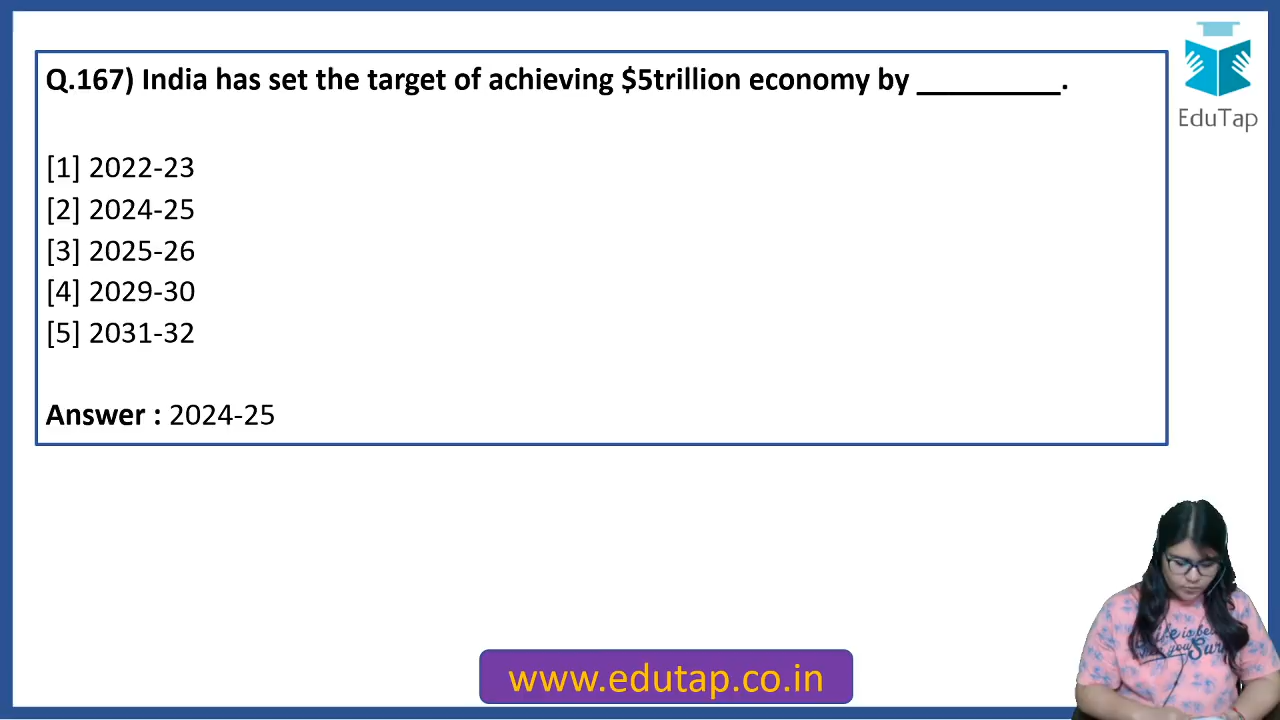 Q.167) India has set the target of achieving $5trillion economy by _________.
[1] 2022-23
[2] 2024-25
[3] 2025-26
[4] 2029-30
[5] 2031-32
Answer : 2024-25
EduTap
www.edutap.co.in